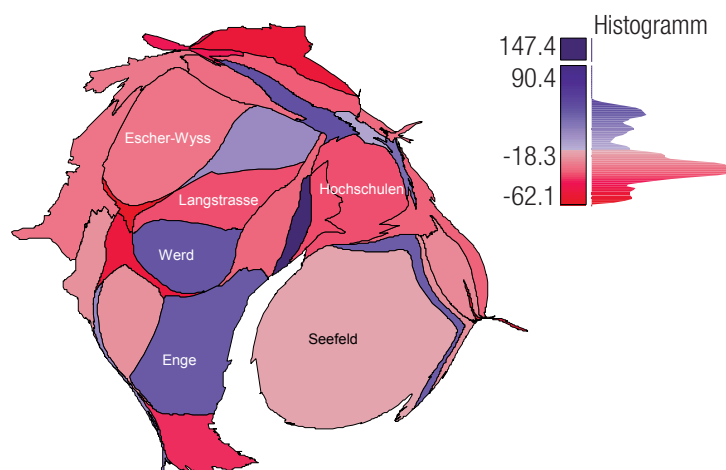 Histogramm
147.4
90.4
-18.3
-62.1
Escher-Wyss
Hochschulen
Langstrasse
Werd
Seefeld
Enge